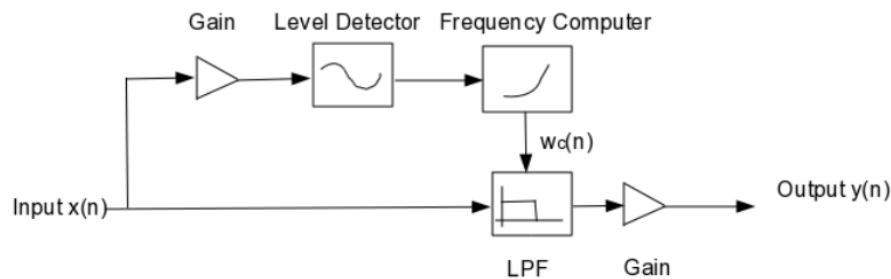 Gain
Level Detector
Frequency Computer
wc(n)
Input x(n)
Output y(n)
LPF
Gain